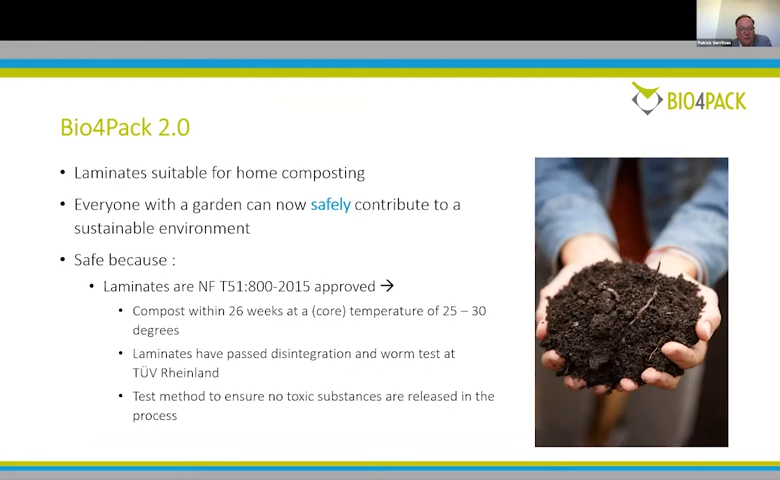 Patrick Gerritsen
BIO4PACK
Bio4Pack 2.0
• Laminates suitable for home composting
• Everyone with a garden can now safely contribute to a
sustainable environment
• Safe because :
• Laminates are NF T51:800-2015 approved →
• Compost within 26 weeks at a (core) temperature of 25 – 30
degrees
• Laminates have passed disintegration and worm test at
TÜV Rheinland
• Test method to ensure no toxic substances are released in the
process